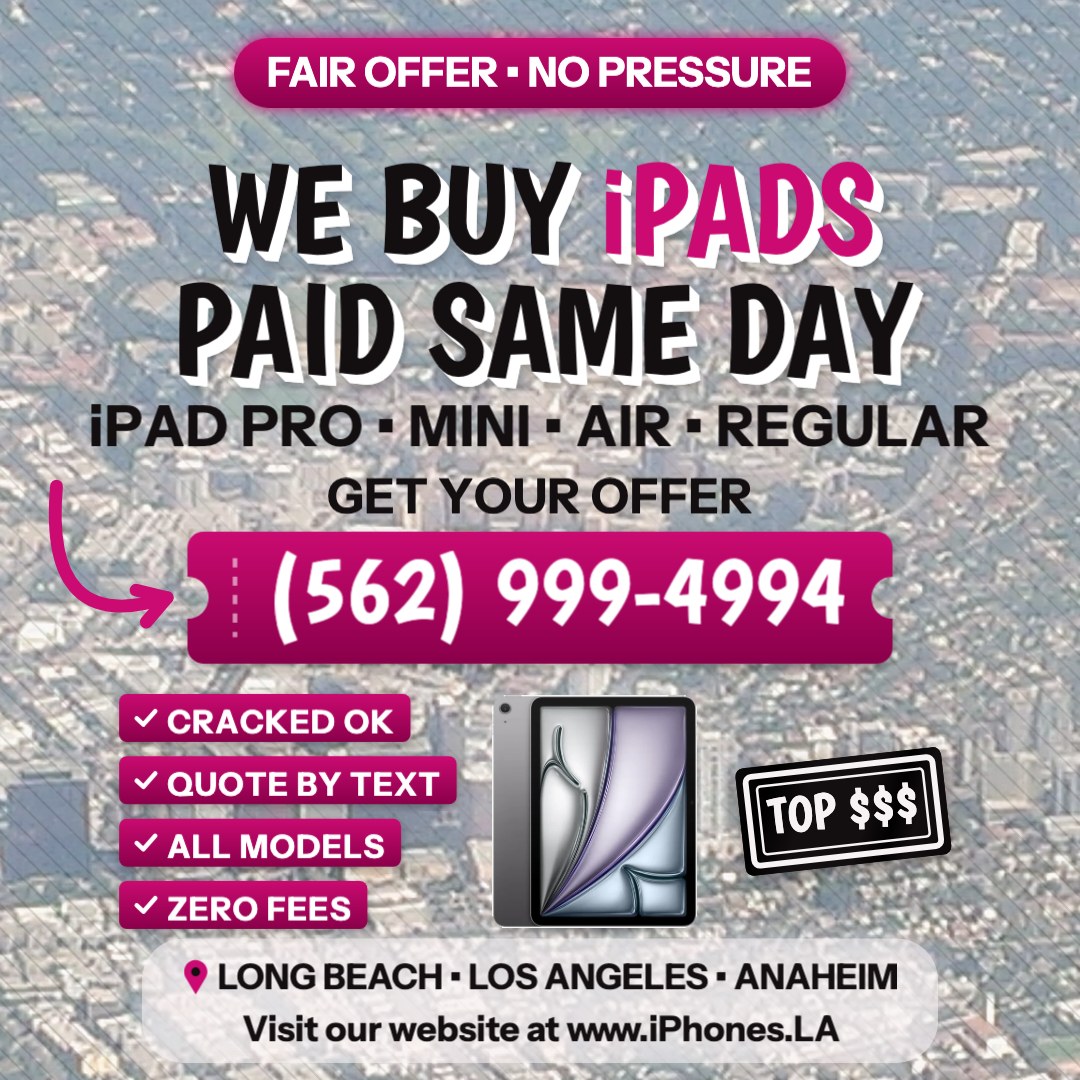 FAIR OFFER ▪ NO PRESSURE
WE BUY iPADS
PAID SAME DAY
iPAD PRO ▪ MINI ▪ AIR ▪ REGULAR
GET YOUR OFFER
(562) 999-4994
✓ CRACKED OK
✓ QUOTE BY TEXT
✓ ALL MODELS
✓ ZERO FEES
TOP $$$
LONG BEACH ▪ LOS ANGELES ▪ ANAHEIM
Visit our website at www.iPhones.LA